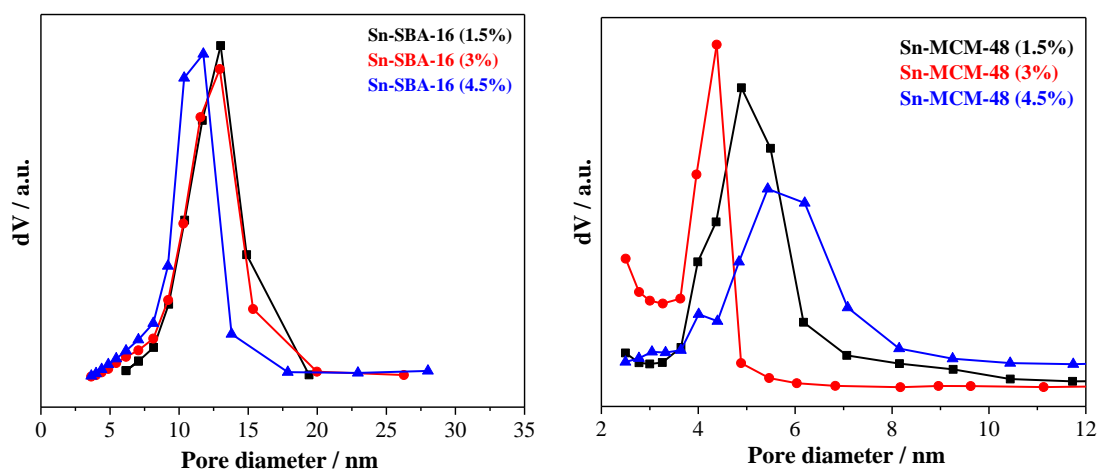 Sn-SBA-16 (1.5%)
Sn-SBA-16 (3%)
Sn-SBA-16 (4.5%)
dV / a.u.
0 5 10 15 20 25 30 35
Pore diameter / nm
Sn-MCM-48 (1.5%)
Sn-MCM-48 (3%)
Sn-MCM-48 (4.5%)
dV / a.u.
2 4 6 8 10 12
Pore diameter / nm